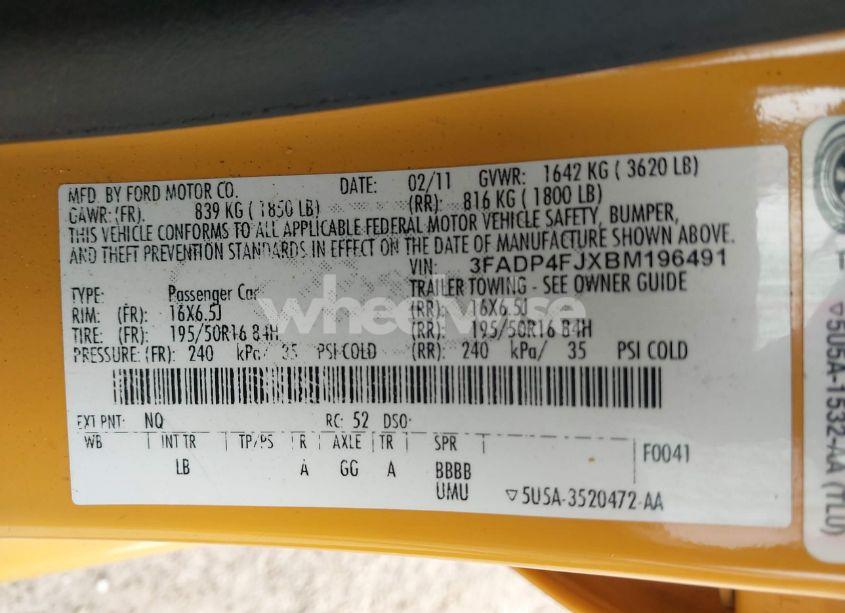 MFD. BY FORD MOTOR CO. DATE: 02/11 GVWR: 1642 KG ( 3620 LB)
GAWR: (FR). 839 KG ( 1850 LB) (RR): 816 KG ( 1800 LB)
THIS VEHICLE CONFORMS TO ALL APPLICABLE FEDERAL MOTOR VEHICLE SAFETY, BUMPER,
AND THEFT PREVENTION STANDARDS IN EFFECT ON THE DATE OF MANUFACTURE SHOWN ABOVE.
VIN: 3FADP4FJXBM196491
TYPE: Passenger Car TRAILER TOWING - SEE OWNER GUIDE
RIM: (FR) 16X6.5J (RR): 16X6.5J
TIRE: (FR) 195/50R16 84H (RR): 195/50R16 84H
PRESSURE: (FR) 240 kPa/ 35 PSI COLD (RR): 240 kPa/ 35 PSI COLD
EXT PNT: NQ RC: 52 DSO:
WB INT TR TP/PS R AXLE TR SPR F0041
LB A GG A BBBB
UMU ▽5U5A-3520472-AA
▽5U5A-1532-AA (TLU)
wheelwise